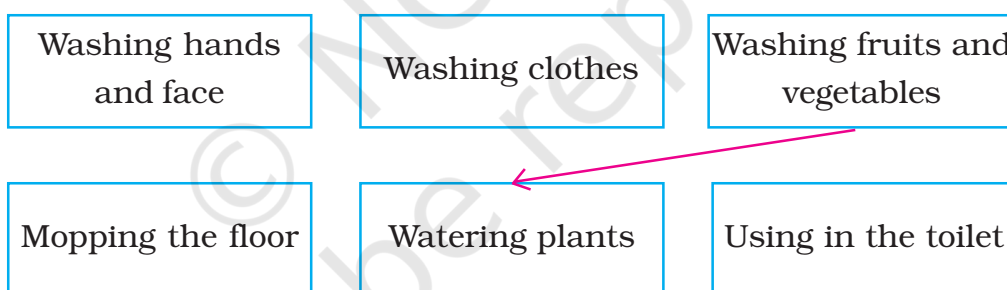 Washing hands
and face
Washing clothes
Washing fruits and
vegetables
Mopping the floor
Watering plants
Using in the toilet